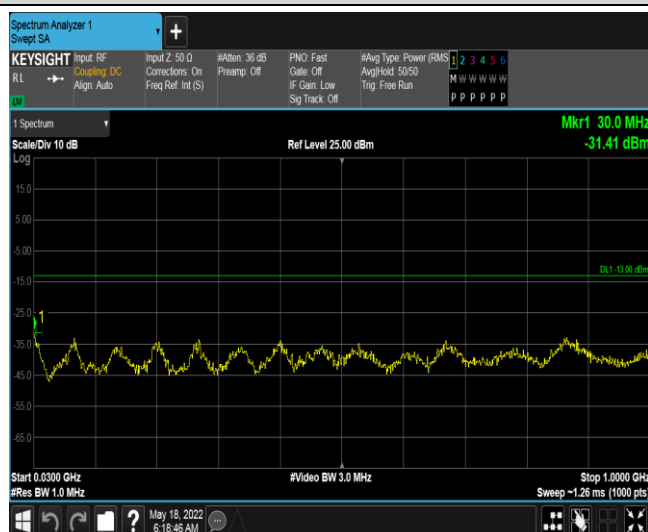 Spectrum Analyzer 1
Swept SA
KEYSIGHT
RL
LXI
Input: RF
Coupling: DC
Align: Auto
Input Z: 50 Ω
Corrections: On
Freq Ref: Int (S)
#Atten: 36 dB
Preamp: Off
PNO: Fast
Gate: Off
IF Gain: Low
Sig Track: Off
#Avg Type: Power (RMS
Avg|Hold: 50/50
Trig: Free Run
1 2 3 4 5 6
M W W W W W
P P P P P P
1 Spectrum
Mkr1 30.0 MHz
-31.41 dBm
Scale/Div 10 dB
Ref Level 25.00 dBm
Log
15.0
5.00
-5.00
DL1 -13.00 dBm
-15.0
-25.0
1
-35.0
-45.0
-55.0
-65.0
Start 0.0300 GHz
#Video BW 3.0 MHz
Stop 1.0000 GHz
#Res BW 1.0 MHz
Sweep ~1.26 ms (1000 pts)
?
May 18, 2022
6:18:46 AM